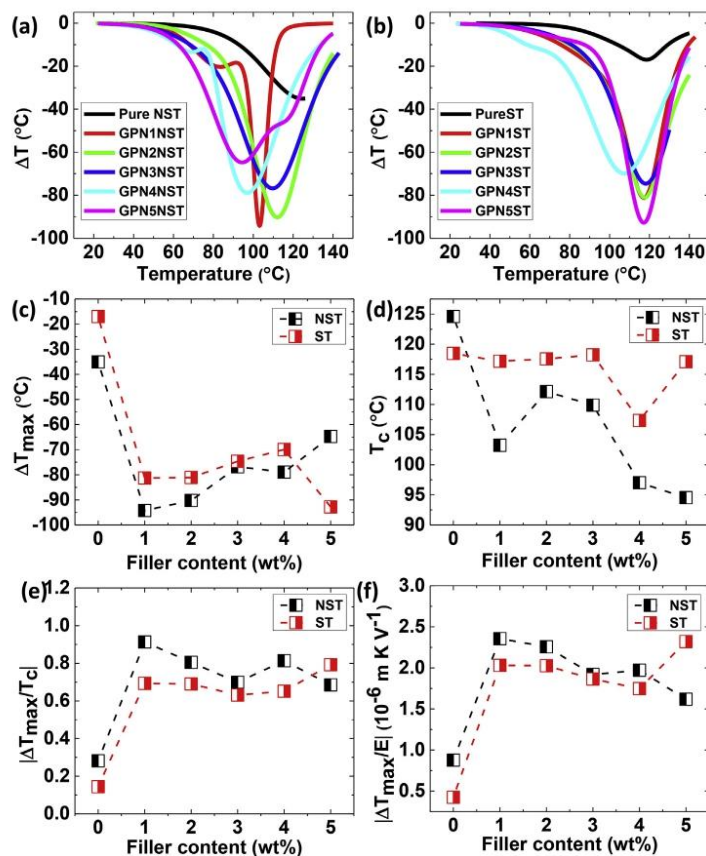 (a)
0
-20
-40
-60
-80
-100
ΔT (°C)
Pure NST
GPN1NST
GPN2NST
GPN3NST
GPN4NST
GPN5NST
20 40 60 80 100 120 140
Temperature (°C)
(b)
0
-20
-40
-60
-80
-100
ΔT (°C)
PureST
GPN1ST
GPN2ST
GPN3ST
GPN4ST
GPN5ST
20 40 60 80 100 120 140
Temperature (°C)
(c)
-10
-20
-30
-40
-50
-60
-70
-80
-90
-100
ΔTmax (°C)
NST
ST
0 1 2 3 4 5
Filler content (wt%)
(d)
125
120
115
110
105
100
95
90
Tc (°C)
NST
ST
0 1 2 3 4 5
Filler content (wt%)
(e)
1.2
1.0
0.8
0.6
0.4
0.2
0.0
|ΔTmax/Tc|
NST
ST
0 1 2 3 4 5
Filler content (wt%)
(f)
3.0
2.5
2.0
1.5
1.0
0.5
|ΔTmax/E| (10⁻⁶ m K V⁻¹)
NST
ST
0 1 2 3 4 5
Filler content (wt%)